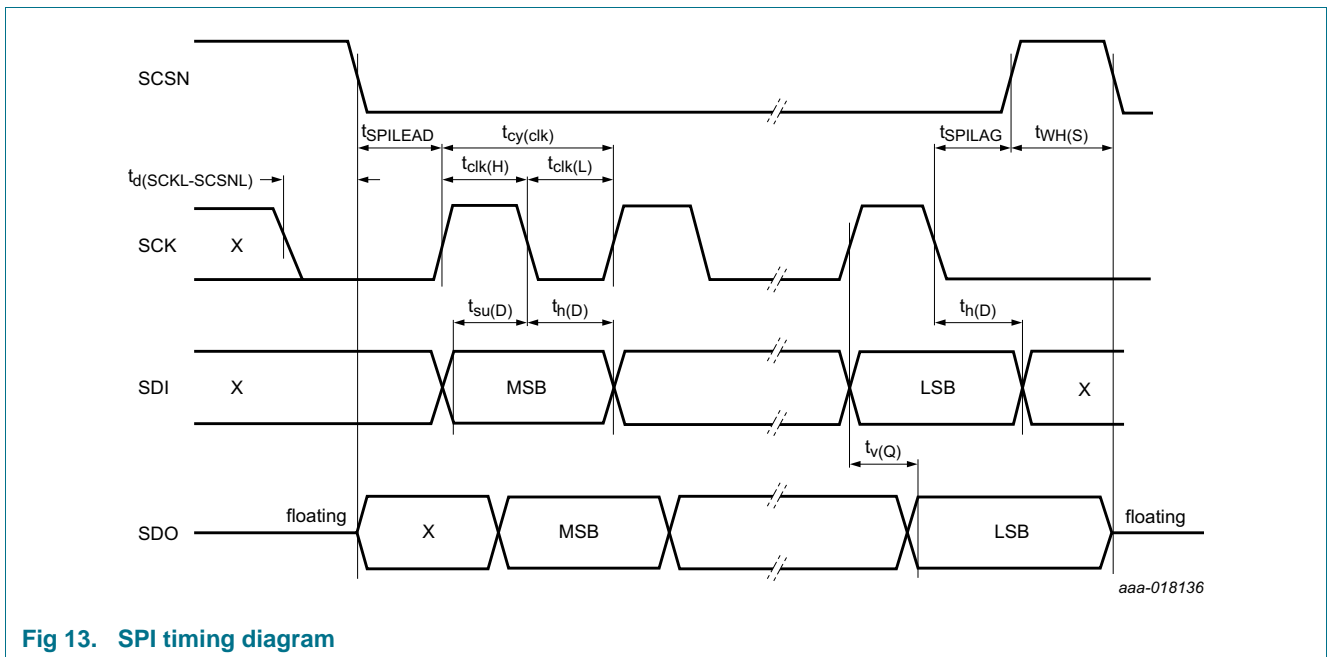 SCSN
tSPILEAD
tcy(clk)
tSPILAG
tWH(S)
td(SCKL-SCSNL)
tclk(H)
tclk(L)
SCK
X
tsu(D)
th(D)
th(D)
SDI
X
MSB
LSB
X
tv(Q)
SDO
floating
X
MSB
LSB
floating
aaa-018136
Fig 13. SPI timing diagram